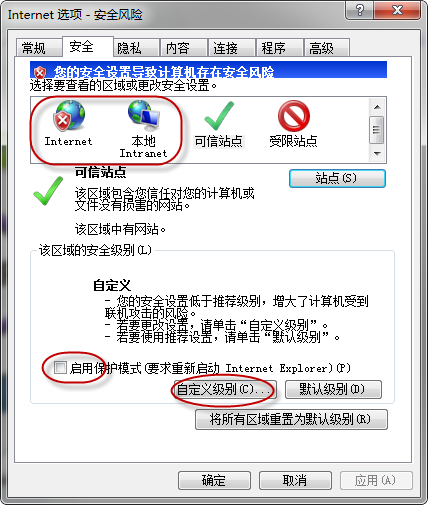 Internet 选项 - 安全风险
常规 安全 隐私 内容 连接 程序 高级
您的安全设置导致计算机存在安全风险
选择要查看的区域或更改安全设置。
Internet 本地 Intranet 可信站点 受限站点
可信站点
站点(S)
该区域包含您信任对您的计算机或
文件没有损害的网站。
该区域中有网站。
该区域的安全级别(L)
自定义
- 您的安全设置低于推荐级别，增大了计算机受到
联机攻击的风险。
- 若要更改设置，请单击“自定义级别”。
- 若要使用推荐设置，请单击“默认级别”。
启用保护模式(要求重新启动 Internet Explorer)(P)
自定义级别(C)... 默认级别(D)
将所有区域重置为默认级别(R)
确定 取消 应用(A)